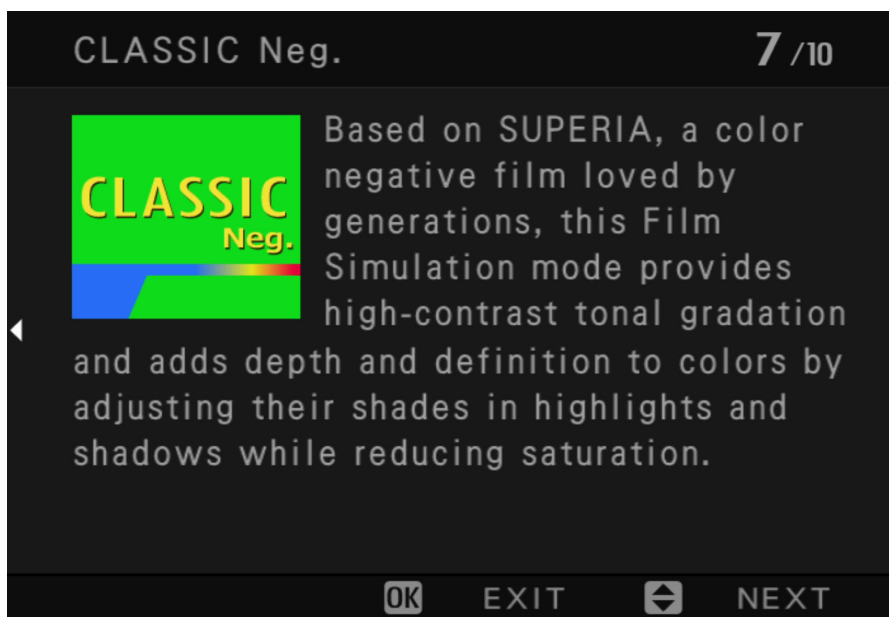 CLASSIC Neg.
7/10
CLASSIC
Neg.
Based on SUPERIA, a color
negative film loved by
generations, this Film
Simulation mode provides
high-contrast tonal gradation
and adds depth and definition to colors by
adjusting their shades in highlights and
shadows while reducing saturation.
OK EXIT NEXT